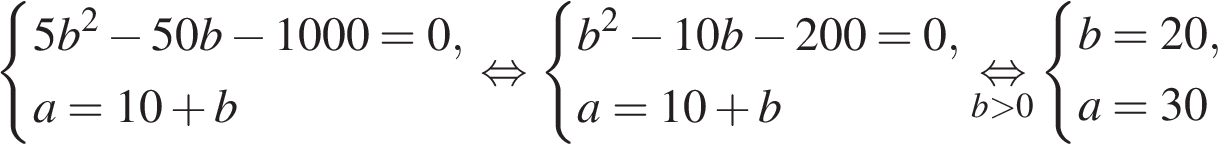 {5b² − 50b − 1000 = 0, a = 10 + b ⇔ {b² − 10b − 200 = 0, a = 10 + b ⇔ b>0 {b = 20, a = 30